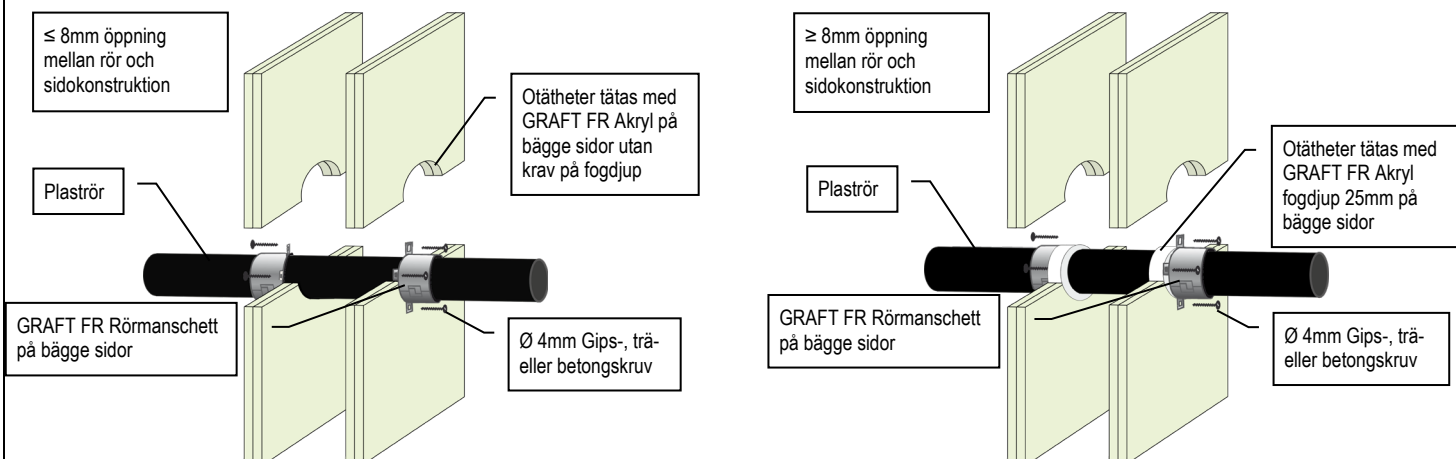 ≤ 8mm öppning
mellan rör och
sidokonstruktion
Otätheter tätas med
GRAFT FR Akryl på
bägge sidor utan
krav på fogdjup
Plaströr
GRAFT FR Rörmanschett
på bägge sidor
Ø 4mm Gips-, trä-
eller betongskruv
≥ 8mm öppning
mellan rör och
sidokonstruktion
Otätheter tätas med
GRAFT FR Akryl
fogdjup 25mm på
bägge sidor
Plaströr
GRAFT FR Rörmanschett
på bägge sidor
Ø 4mm Gips-, trä-
eller betongskruv